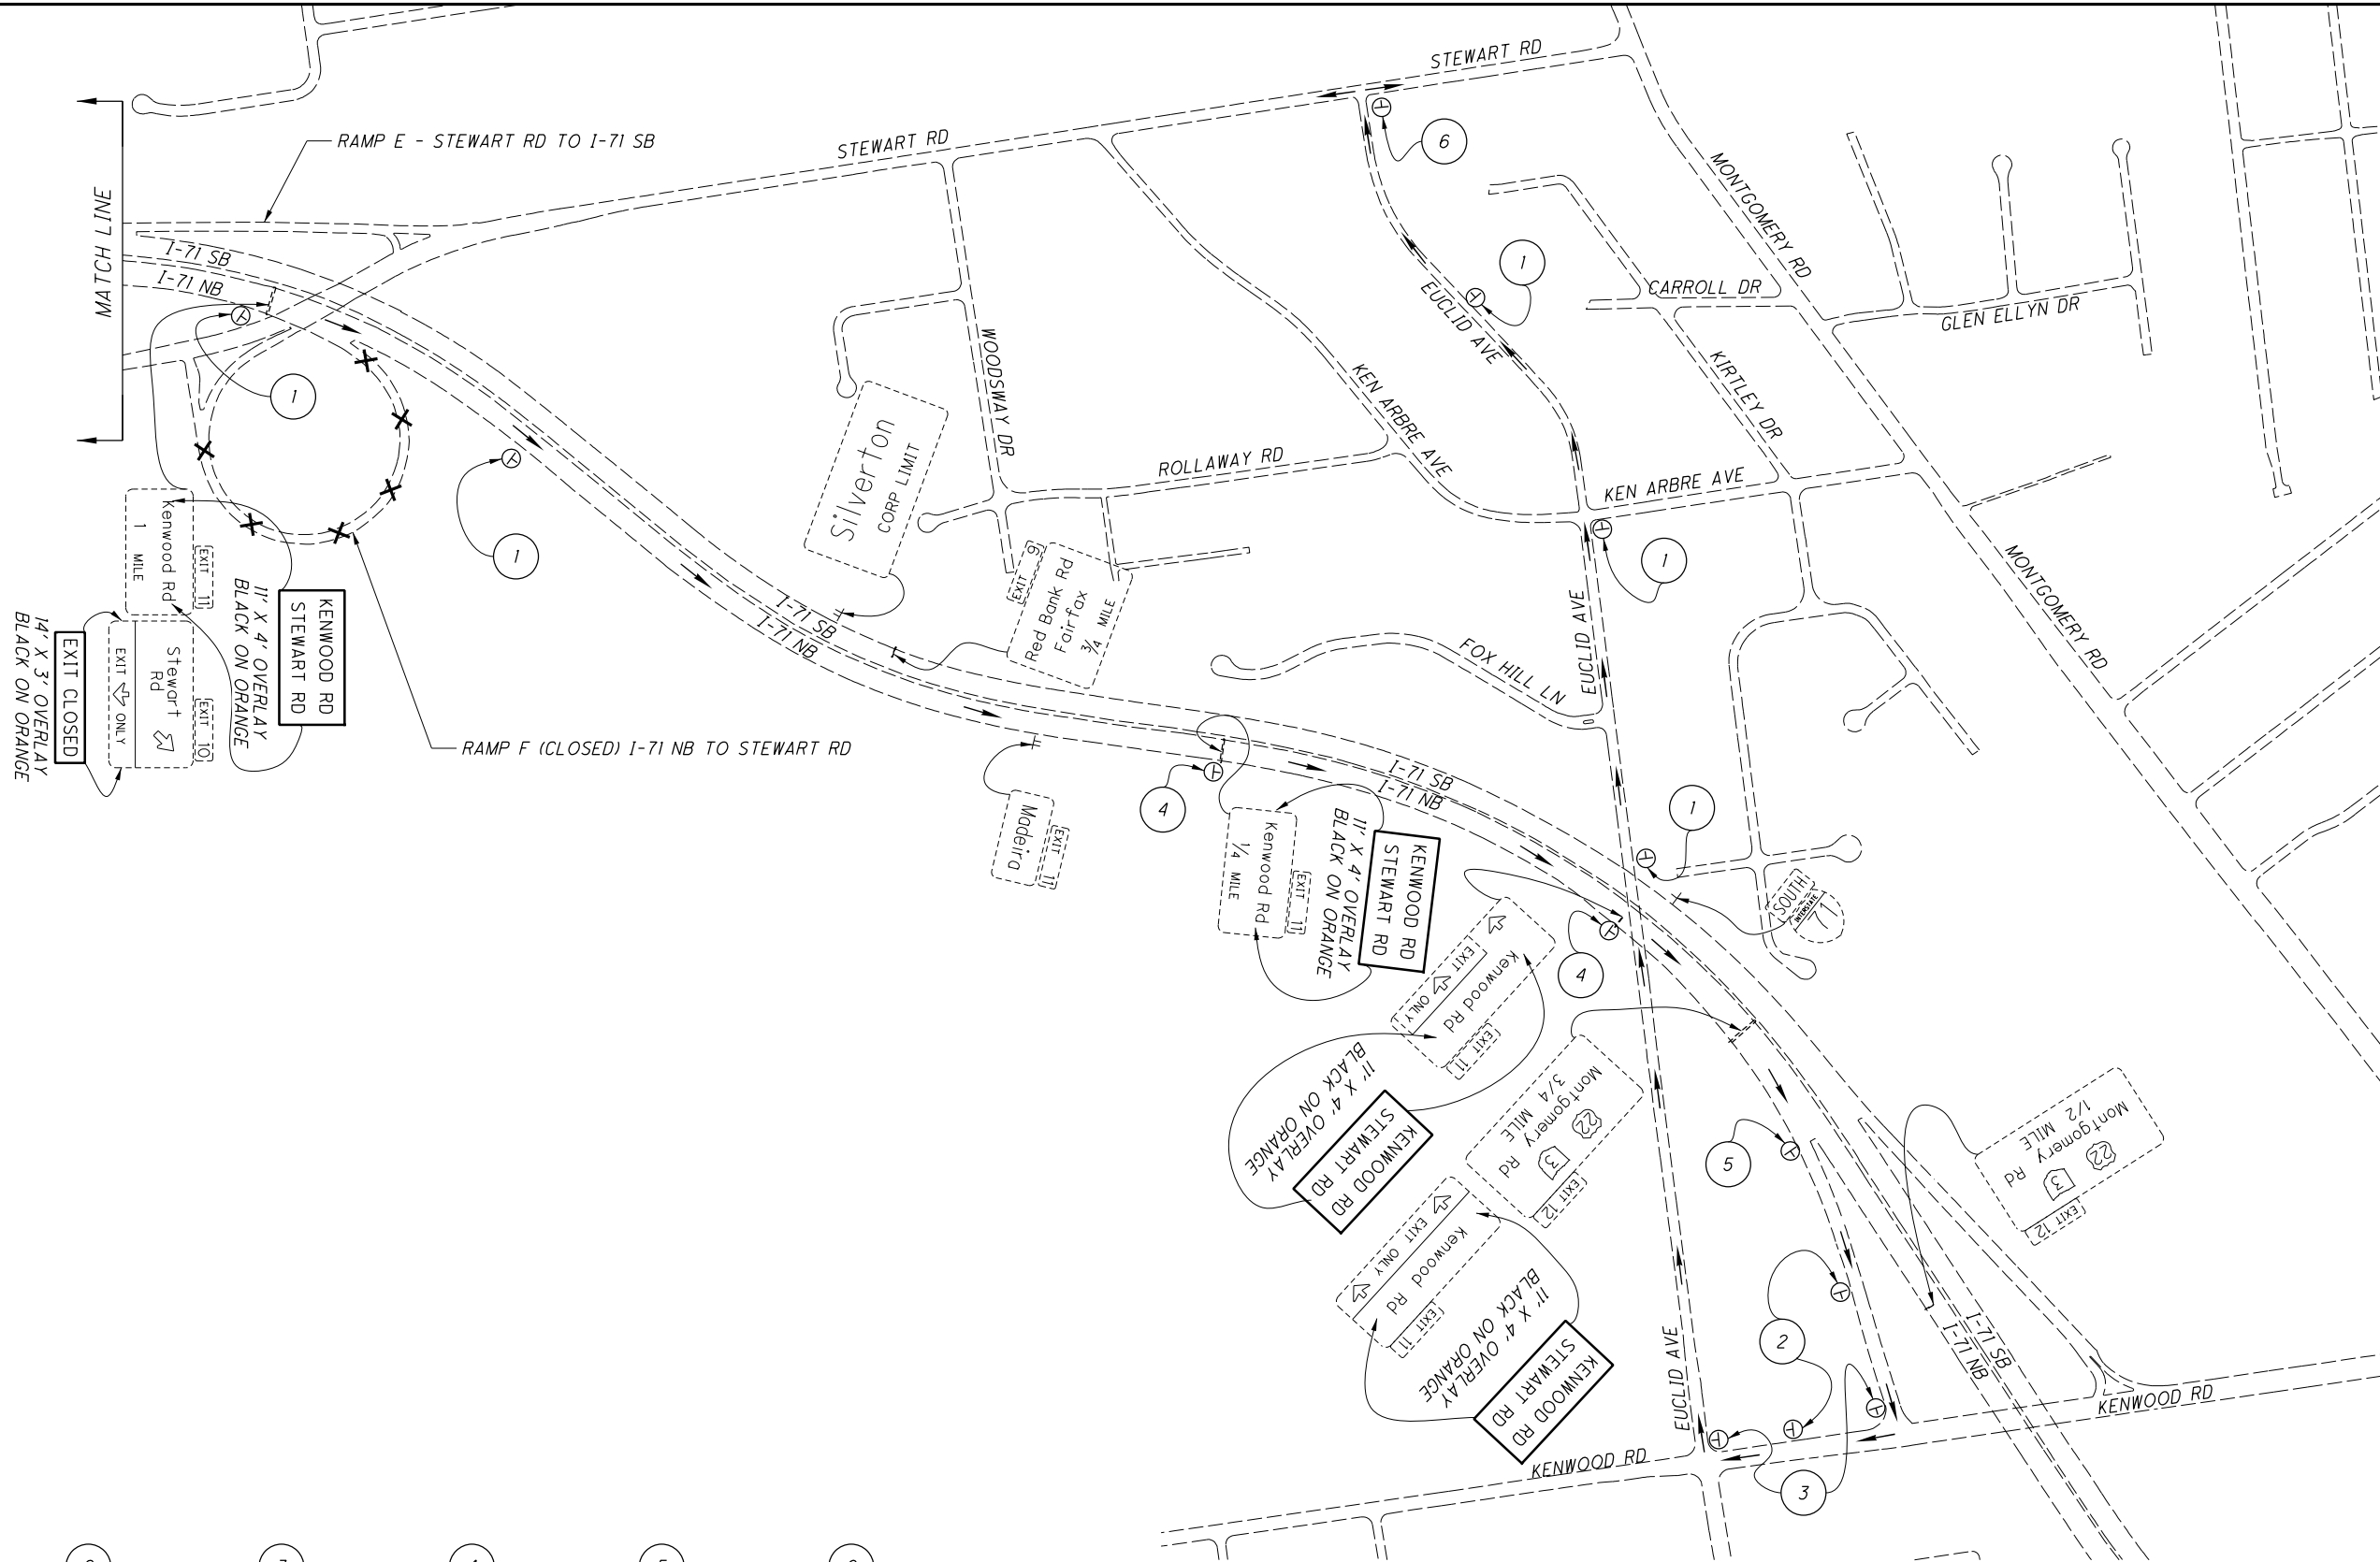 STEWART RD
RAMP E - STEWART RD TO I-71 SB
STEWART RD
6
MATCH LINE
MONTGOMERY RD
I-71 SB
I-71 NB
1
EUCLID AVE
CARROLL DR
GLEN ELLYN DR
1
WOODSWAY DR
KEN ARBRE AVE
KIRTLEY DR
ROLLAWAY RD
KEN ARBRE AVE
Silverton
CORP LIMIT
1
1
MONTGOMERY RD
EXIT 11
Kenwood Rd
1 MILE
KENWOOD RD
STEWART RD
11' X 4' OVERLAY
BLACK ON ORANGE
EXIT 10
Stewart
Rd
EXIT ONLY
EXIT CLOSED
14' X 3' OVERLAY
BLACK ON ORANGE
RAMP F (CLOSED) I-71 NB TO STEWART RD
EXIT 9
Red Bank Rd
Fairfax
3/4 MILE
I-71 SB
I-71 NB
EUCLID AVE
FOX HILL LN
EXIT 11
Madeira
4
I-71 SB
I-71 NB
1
EXIT 11
Kenwood Rd
1/4 MILE
KENWOOD RD
STEWART RD
11' X 4' OVERLAY
BLACK ON ORANGE
SOUTH
INTERSTATE
71
4
EXIT 11
Kenwood Rd
EXIT ONLY
KENWOOD RD
STEWART RD
11' X 4' OVERLAY
BLACK ON ORANGE
EXIT 12
22 3
Montgomery Rd
3/4 MILE
5
EXIT 12
22 3
Montgomery Rd
1/2 MILE
EXIT 11
Kenwood Rd
EXIT ONLY
KENWOOD RD
STEWART RD
11' X 4' OVERLAY
BLACK ON ORANGE
2
EUCLID AVE
I-71 SB
I-71 NB
KENWOOD RD
KENWOOD RD
3